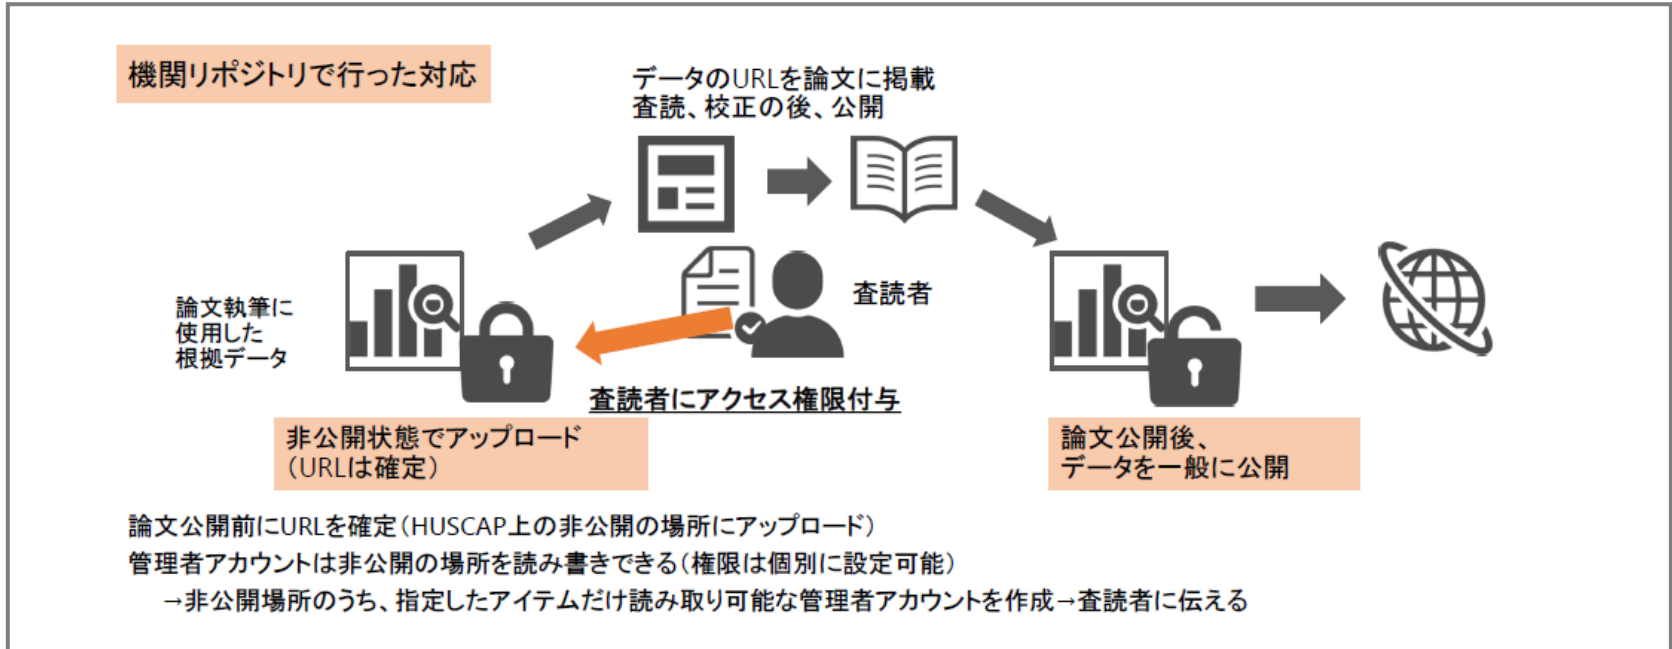 機関リポジトリで行った対応
データのURLを論文に掲載
査読、校正の後、公開
論文執筆に
使用した
根拠データ
査読者
査読者にアクセス権限付与
非公開状態でアップロード
（URLは確定）
論文公開後、
データを一般に公開
論文公開前にURLを確定（HUSCAP上の非公開の場所にアップロード）
管理者アカウントは非公開の場所を読み書きできる（権限は個別に設定可能）
→非公開場所のうち、指定したアイテムだけ読み取り可能な管理者アカウントを作成→査読者に伝える